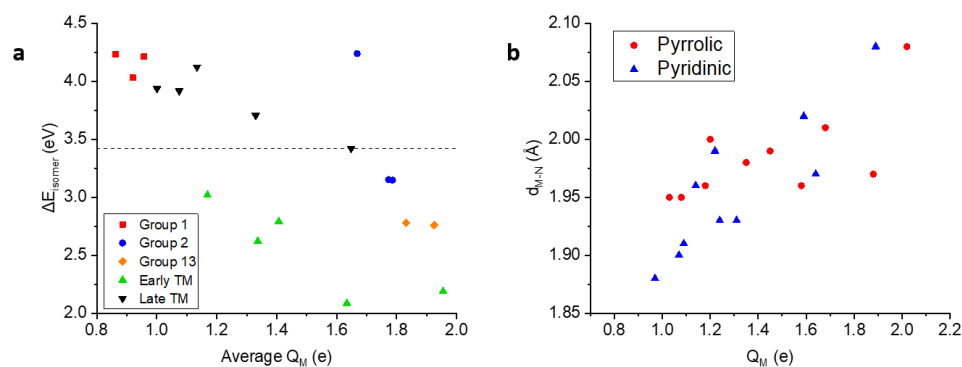 a
4.5
4.0
3.5
3.0
2.5
2.0
ΔE_isomer (eV)
Group 1
Group 2
Group 13
Early TM
Late TM
0.8 1.0 1.2 1.4 1.6 1.8 2.0
Average Q_M (e)
b
2.10
2.05
2.00
1.95
1.90
1.85
d_M-N (Å)
Pyrrolic
Pyridinic
1.0 1.2 1.4 1.6 1.8 2.0 2.2
Q_M (e)